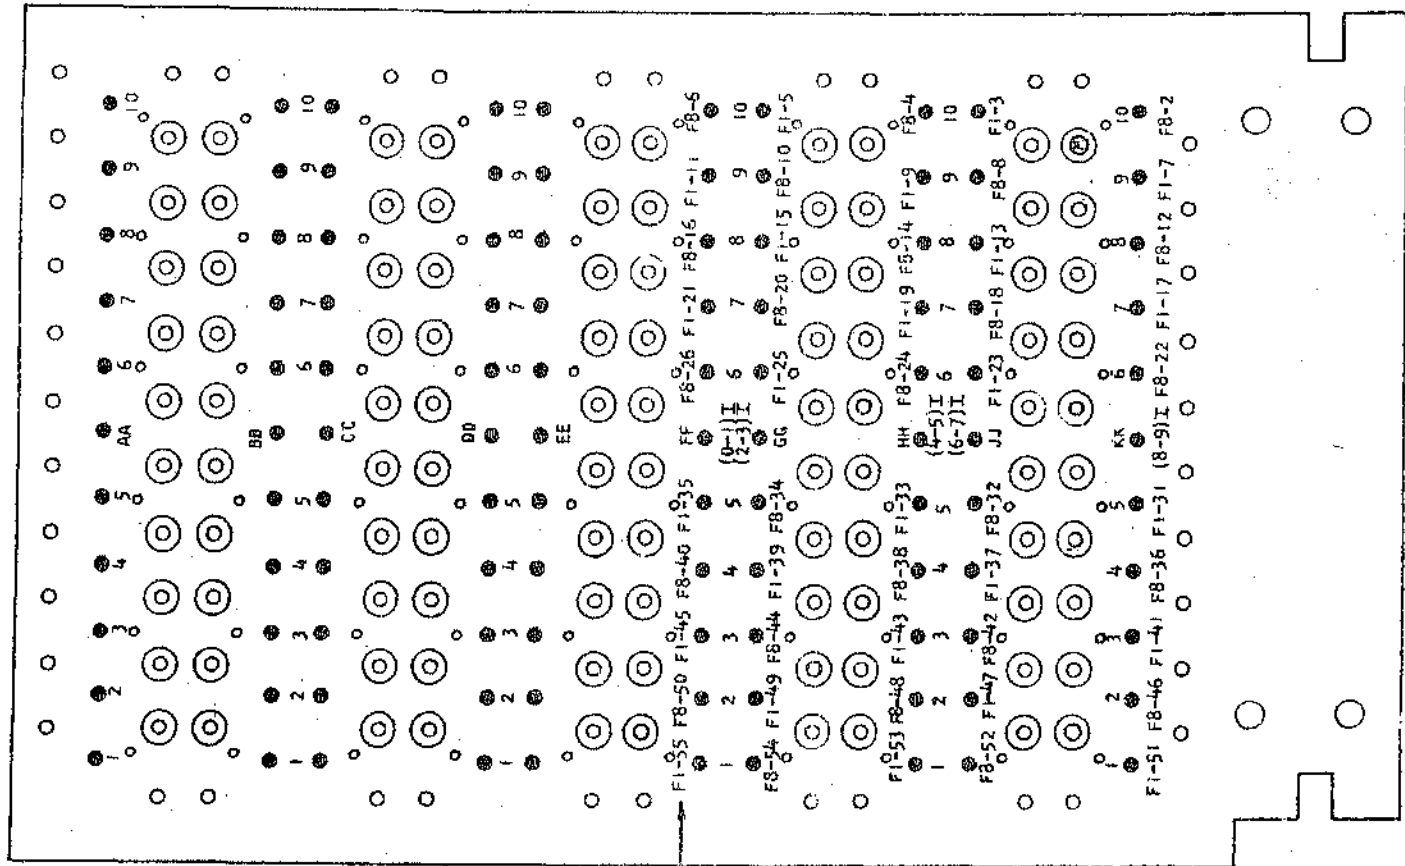 1 2 3 4 5 AA 6 7 8 9 10
BB
1 2 3 4 5 6 7 8 9 10
CC
DD
1 2 3 4 5 6 7 8 9 10
EE
F1-55 F8-50 F1-45 F8-40 F1-35 FF F8-26 F1-21 F8-16 F1-11 F8-6
1 2 3 4 5 (0-1)I (2-3)I 6 7 8 9 10
F8-54 F1-49 F8-44 F1-39 F8-34 GG F1-25 F8-20 F1-15 F8-10 F1-5
F1-53 F8-48 F1-43 F8-38 F1-33 HH F8-24 F1-19 F8-14 F1-9 F8-4
1 2 3 4 5 (4-5)I (6-7)I 6 7 8 9 10
F8-52 F1-47 F8-42 F1-37 F8-32 JJ F1-23 F8-18 F1-13 F8-8 F1-3
1 2 3 4 5 KK 6 7 8 9 10
F1-51 F8-46 F1-41 F8-36 F1-31 (8-9)I F8-22 F1-17 F8-12 F1-7 F8-2